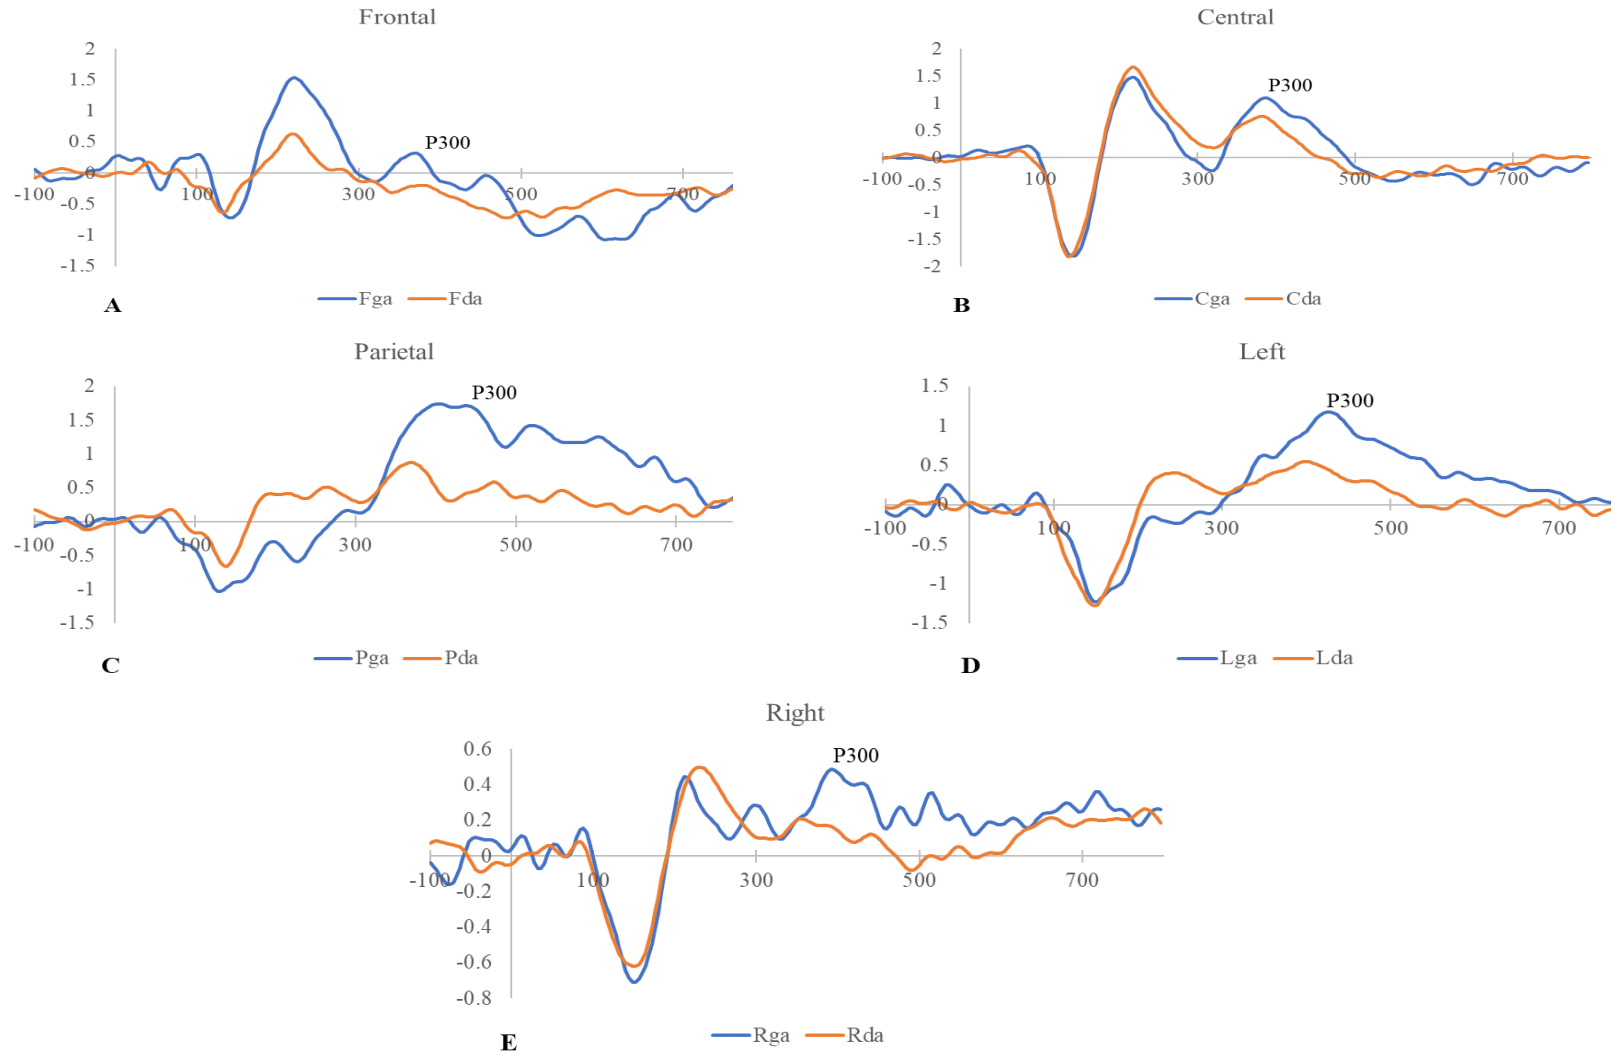 Frontal
2
1.5
1
0.5
0
-0.5
-1
-1.5
-100 100 300 500 700
P300
Fga Fda
A
Central
2
1.5
1
0.5
0
-0.5
-1
-1.5
-2
-100 100 300 500 700
P300
Cga Cda
B
Parietal
2
1.5
1
0.5
0
-0.5
-1
-1.5
-100 100 300 500 700
P300
Pga Pda
C
Left
1.5
1
0.5
0
-0.5
-1
-1.5
-100 100 300 500 700
P300
Lga Lda
D
Right
0.6
0.4
0.2
0
-0.2
-0.4
-0.6
-0.8
-100 100 300 500 700
P300
Rga Rda
E